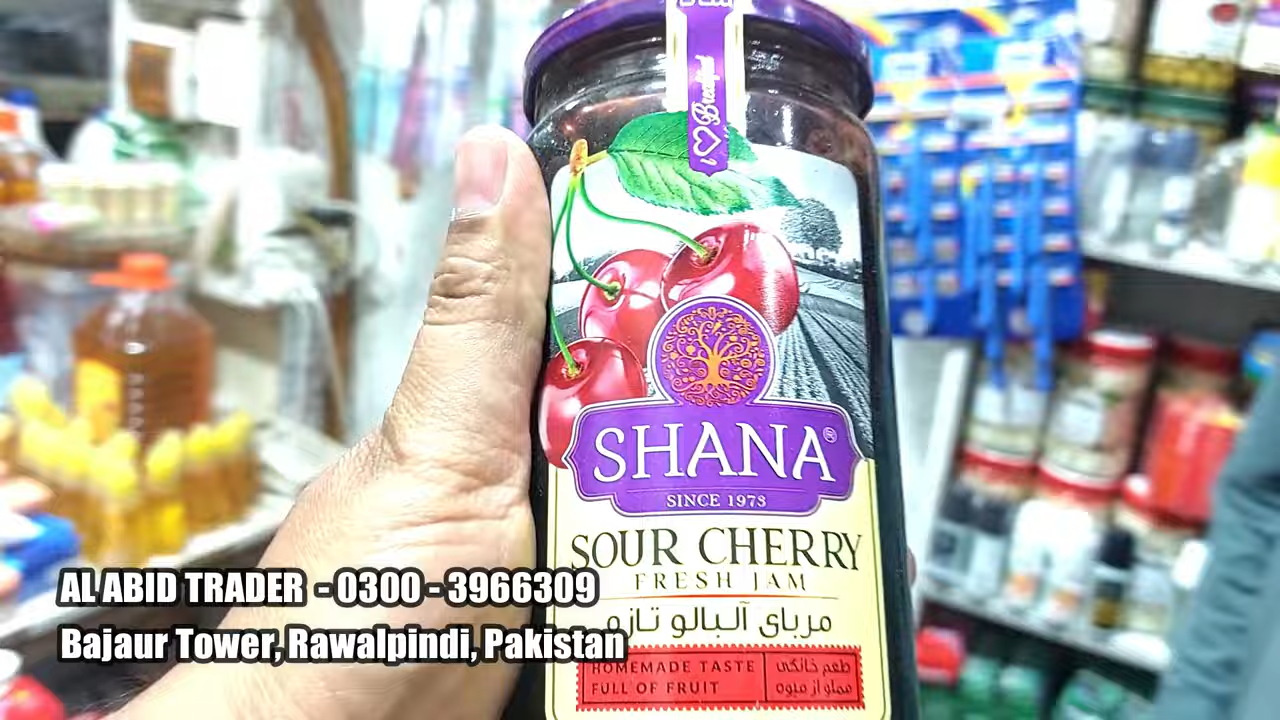 I ♡ Breakfast
SHANA®
SINCE 1973
SOUR CHERRY
FRESH JAM
مربای آلبالو تازه
HOMEMADE TASTE
FULL OF FRUIT
طعم خانگی
مملو از میوه
AL ABID TRADER - 0300 - 3966309
Bajaur Tower, Rawalpindi, Pakistan